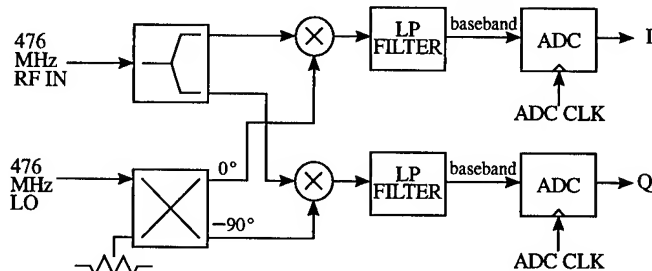 476
MHz
RF IN
LP
FILTER
baseband
ADC
I
ADC CLK
476
MHz
LO
0°
−90°
LP
FILTER
baseband
ADC
Q
ADC CLK